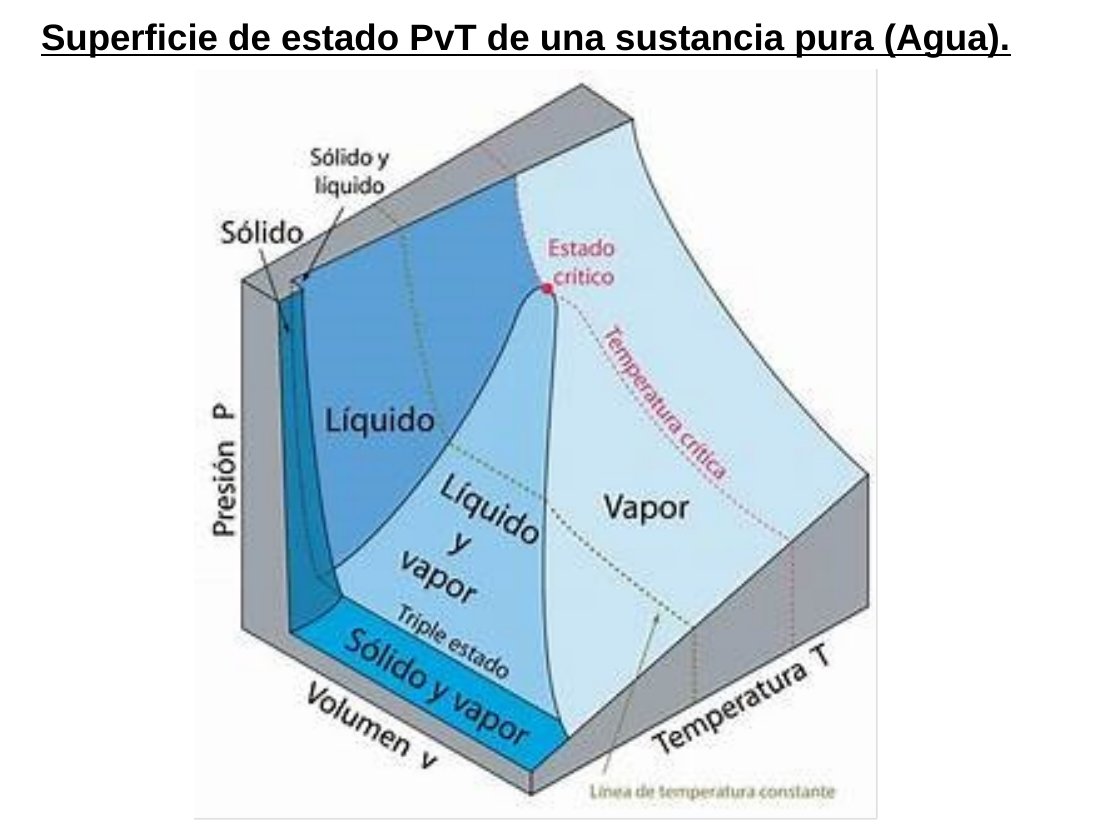 Superficie de estado PvT de una sustancia pura (Agua).
Sólido y
líquido
Sólido
Estado
crítico
Temperatura crítica
Líquido
Presión P
Líquido
y
vapor
Vapor
Triple estado
Sólido y vapor
Volumen v
Temperatura T
Línea de temperatura constante